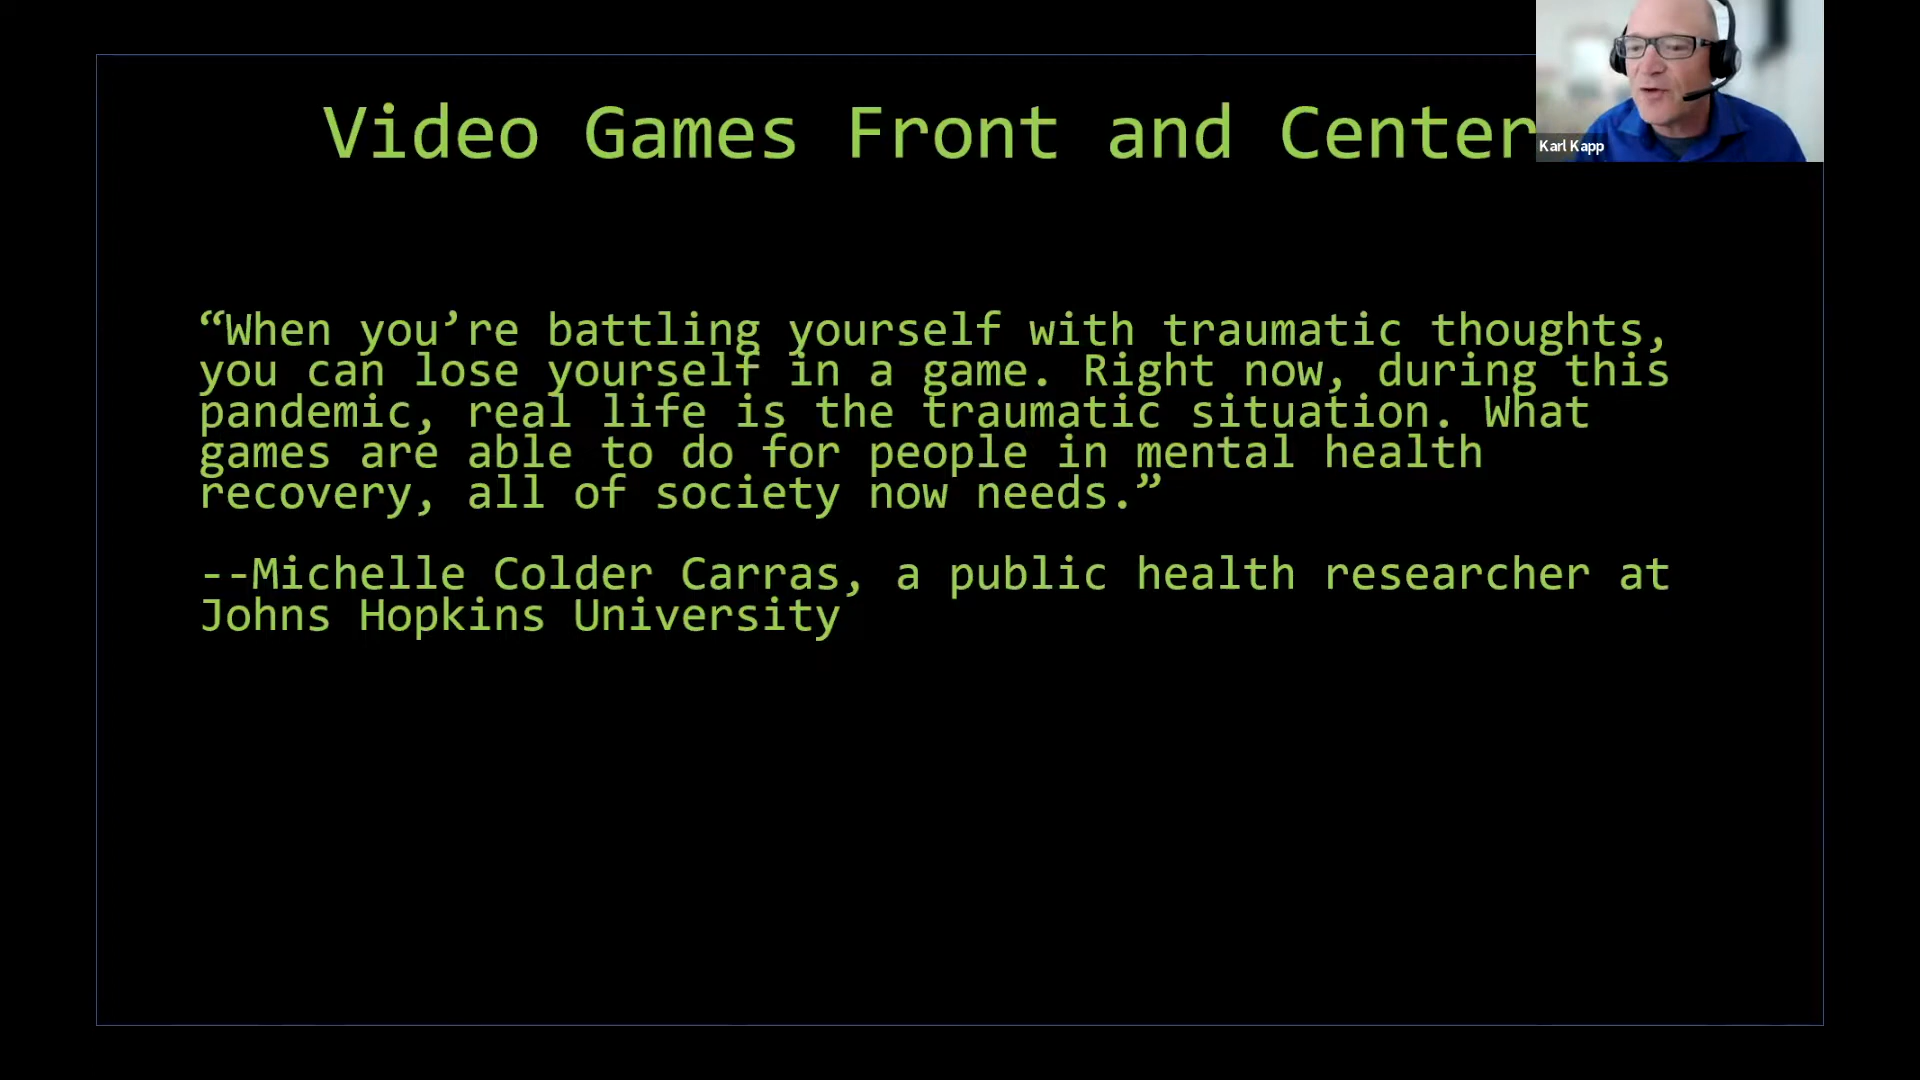 Video Games Front and Center
Karl Kapp
“When you’re battling yourself with traumatic thoughts,
you can lose yourself in a game. Right now, during this
pandemic, real life is the traumatic situation. What
games are able to do for people in mental health
recovery, all of society now needs.”
--Michelle Colder Carras, a public health researcher at
Johns Hopkins University